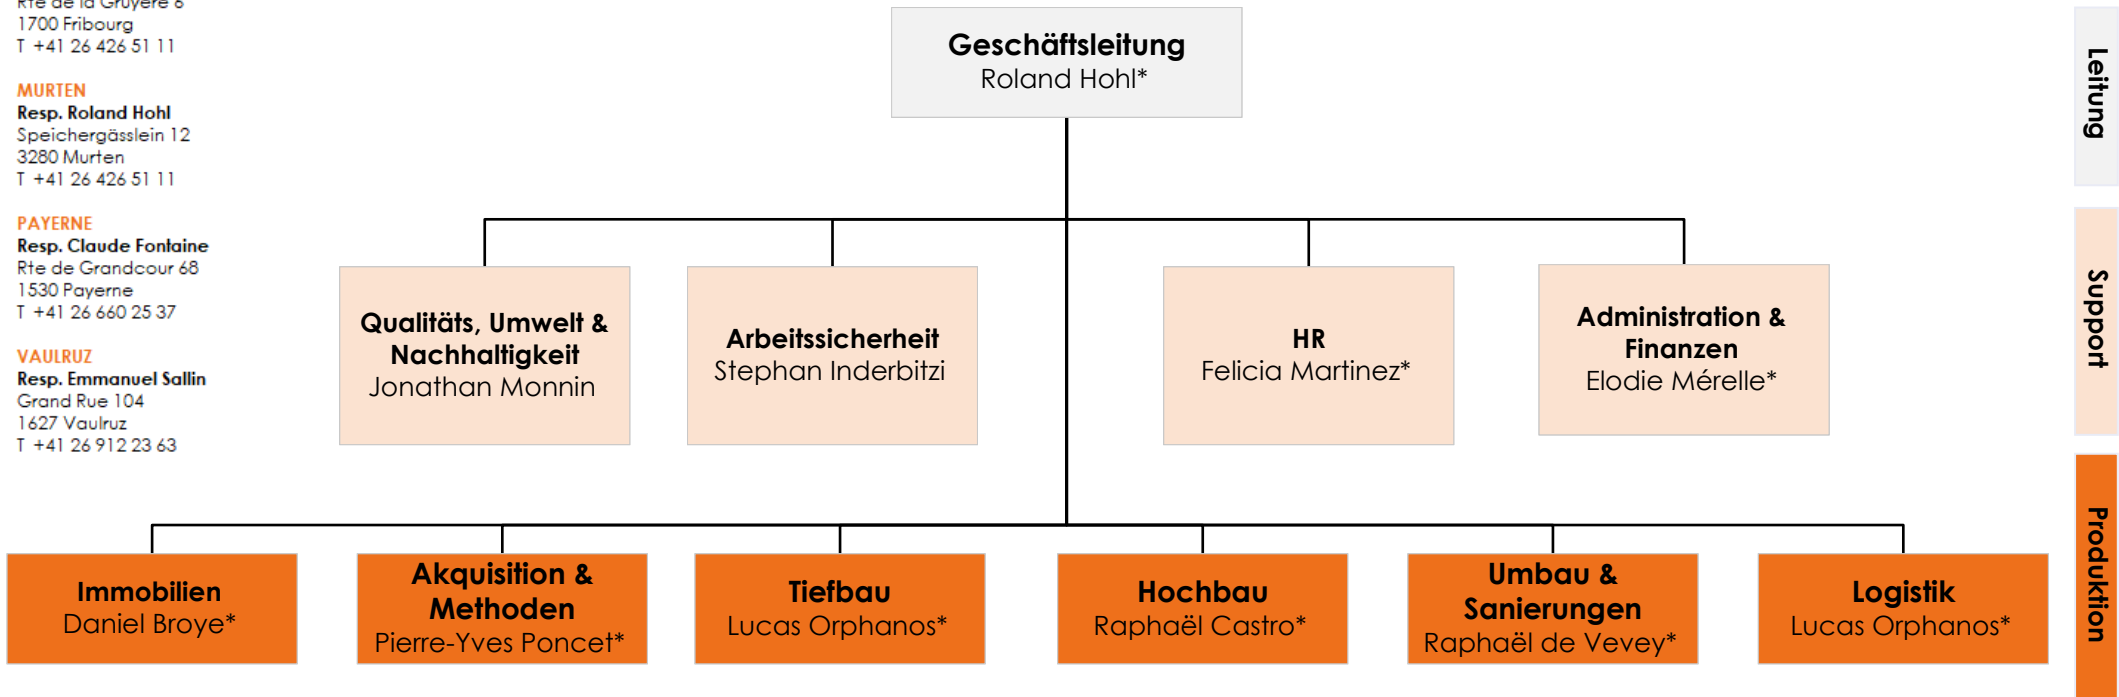 Rte de la Gruyère 6
1700 Fribourg
T +41 26 426 51 11
MURTEN
Resp. Roland Hohl
Speichergässlein 12
3280 Murten
T +41 26 426 51 11
PAYERNE
Resp. Claude Fontaine
Rte de Grandcour 68
1530 Payerne
T +41 26 660 25 37
VAULRUZ
Resp. Emmanuel Sallin
Grand Rue 104
1627 Vaulruz
T +41 26 912 23 63
Geschäftsleitung
Roland Hohl*
Leitung
Qualitäts, Umwelt &
Nachhaltigkeit
Jonathan Monnin
Arbeitssicherheit
Stephan Inderbitzi
HR
Felicia Martinez*
Administration &
Finanzen
Elodie Mérelle*
Support
Immobilien
Daniel Broye*
Akquisition &
Methoden
Pierre-Yves Poncet*
Tiefbau
Lucas Orphanos*
Hochbau
Raphaël Castro*
Umbau &
Sanierungen
Raphaël de Vevey*
Logistik
Lucas Orphanos*
Produktion